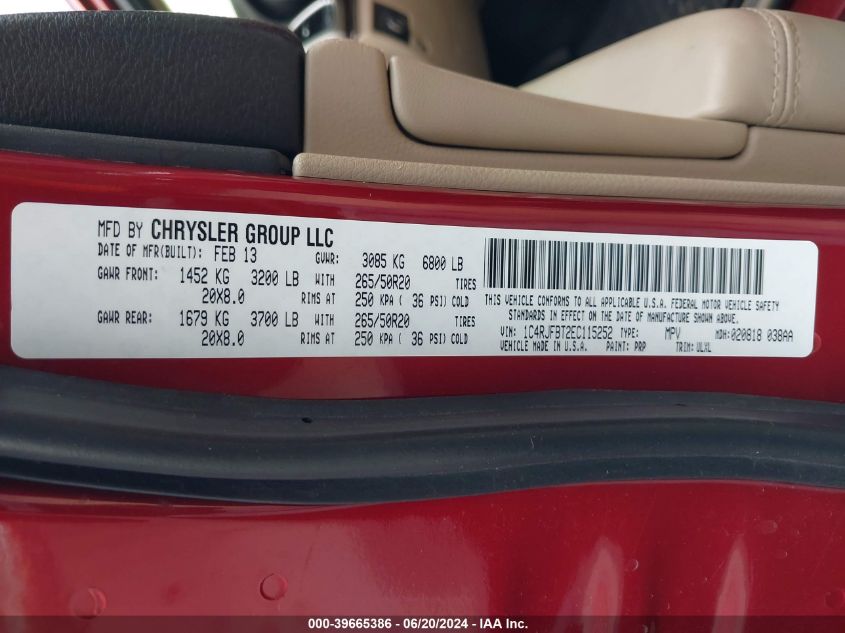 MFD BY CHRYSLER GROUP LLC
DATE OF MFR(BUILT): FEB 13 GVWR: 3085 KG 6800 LB
GAWR FRONT: 1452 KG 3200 LB WITH 265/50R20 TIRES
20X8.0 RIMS AT 250 KPA ( 36 PSI) COLD
GAWR REAR: 1679 KG 3700 LB WITH 265/50R20 TIRES
20X8.0 RIMS AT 250 KPA ( 36 PSI) COLD
THIS VEHICLE CONFORMS TO ALL APPLICABLE U.S.A. FEDERAL MOTOR VEHICLE SAFETY
STANDARDS IN EFFECT ON THE DATE OF MANUFACTURE SHOWN ABOVE.
VIN: 1C4RJFBT2EC115252 TYPE: MPV MDH:020818 038AA
VEHICLE MADE IN U.S.A. PAINT: PRP TRIM: ULXL
000-39665386 - 06/20/2024 - IAA Inc.